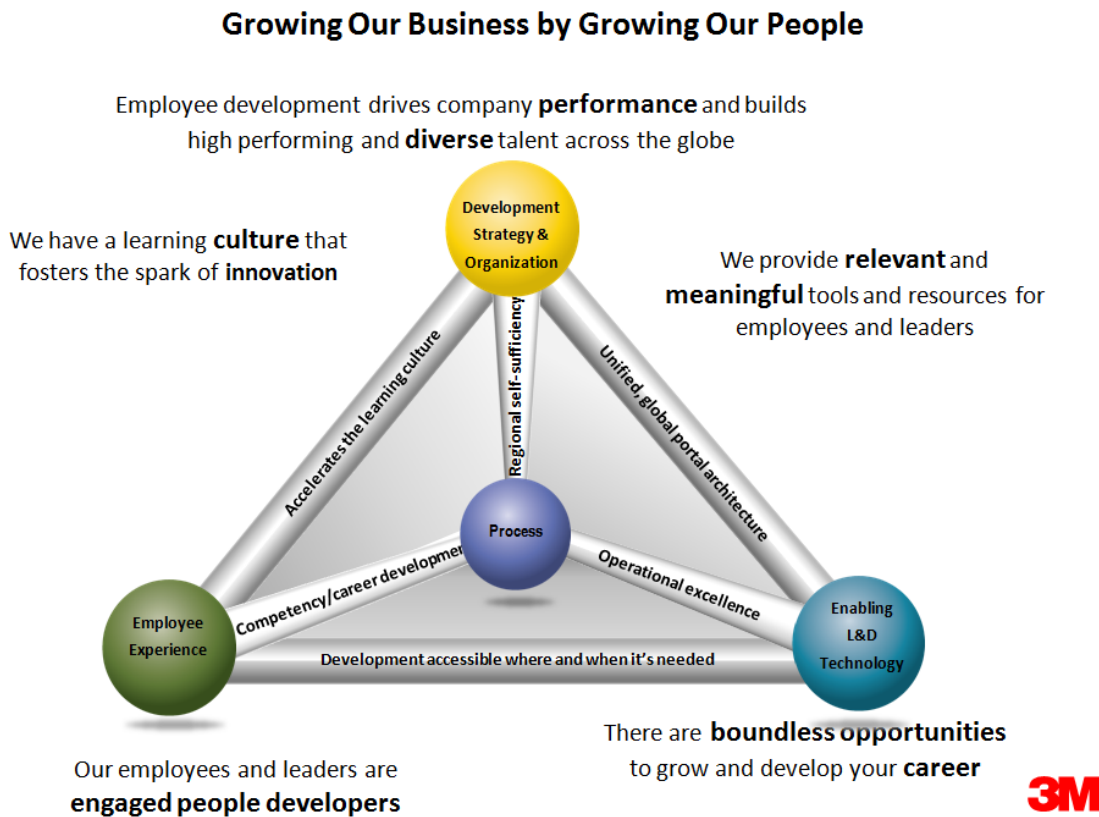 Growing Our Business by Growing Our People
Employee development drives company performance and builds
high performing and diverse talent across the globe
Development
Strategy &
Organization
We have a learning culture that
fosters the spark of innovation
We provide relevant and
meaningful tools and resources for
employees and leaders
Accelerates the learning culture
Regional self-sufficiency
Unified, global portal architecture
Process
Competency/career developmen
Operational excellence
Employee
Experience
Enabling
L&D
Technology
Development accessible where and when it's needed
There are boundless opportunities
to grow and develop your career
Our employees and leaders are
engaged people developers
3M